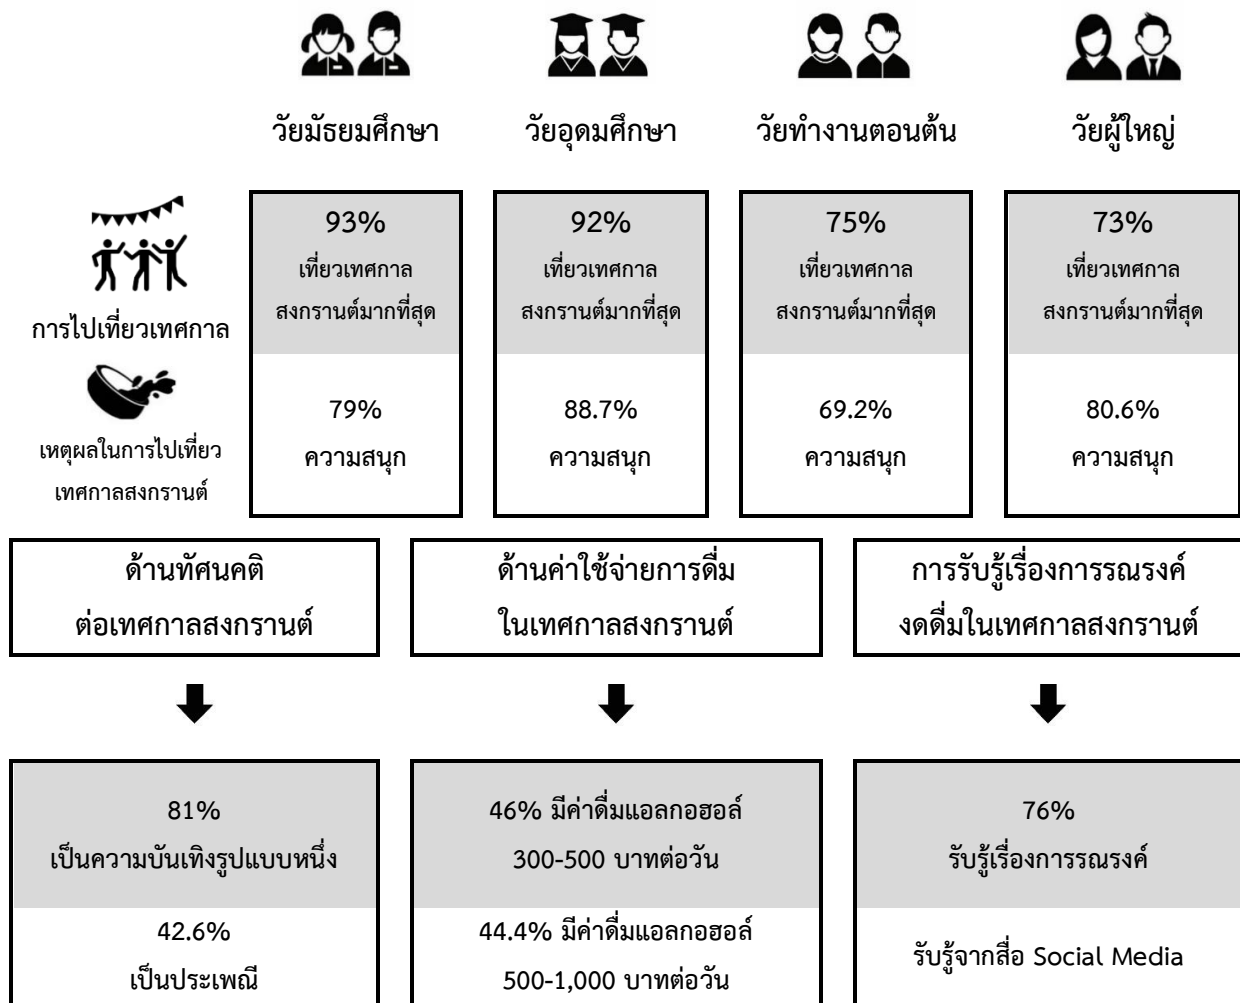 วัยมัธยมศึกษา
วัยอุดมศึกษา
วัยทำงานตอนต้น
วัยผู้ใหญ่
การไปเที่ยวเทศกาล
93%
เที่ยวเทศกาล
สงกรานต์มากที่สุด
92%
เที่ยวเทศกาล
สงกรานต์มากที่สุด
75%
เที่ยวเทศกาล
สงกรานต์มากที่สุด
73%
เที่ยวเทศกาล
สงกรานต์มากที่สุด
เหตุผลในการไปเที่ยว
เทศกาลสงกรานต์
79%
ความสนุก
88.7%
ความสนุก
69.2%
ความสนุก
80.6%
ความสนุก
ด้านทัศนคติ
ต่อเทศกาลสงกรานต์
ด้านค่าใช้จ่ายการดื่ม
ในเทศกาลสงกรานต์
การรับรู้เรื่องการรณรงค์
งดดื่มในเทศกาลสงกรานต์
81%
เป็นความบันเทิงรูปแบบหนึ่ง
42.6%
เป็นประเพณี
46% มีค่าดื่มแอลกอฮอล์
300-500 บาทต่อวัน
44.4% มีค่าดื่มแอลกอฮอล์
500-1,000 บาทต่อวัน
76%
รับรู้เรื่องการรณรงค์
รับรู้จากสื่อ Social Media